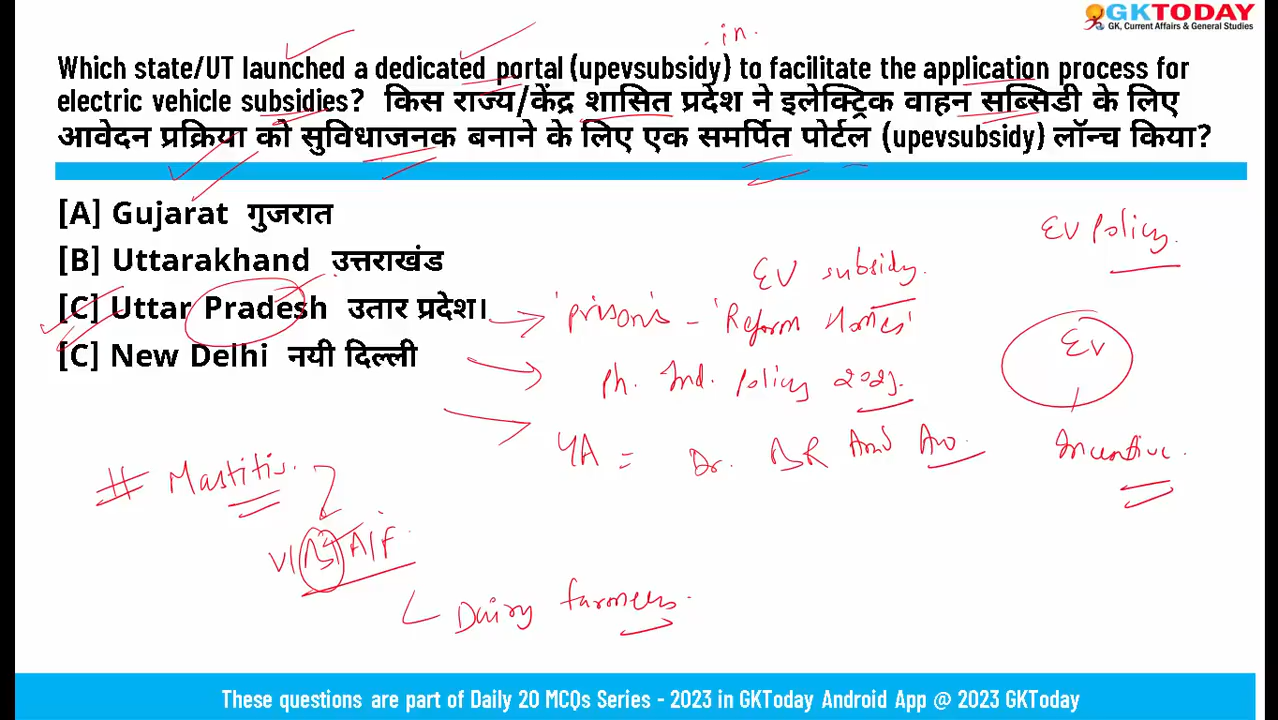 GKTODAY
GK, Current Affairs & General Studies
.in.
Which state/UT launched a dedicated portal (upevsubsidy) to facilitate the application process for
electric vehicle subsidies? किस राज्य/केंद्र शासित प्रदेश ने इलेक्ट्रिक वाहन सब्सिडी के लिए
आवेदन प्रक्रिया को सुविधाजनक बनाने के लिए एक समर्पित पोर्टल (upevsubsidy) लॉन्च किया?
[A] Gujarat गुजरात
[B] Uttarakhand उत्तराखंड
[C] Uttar Pradesh उतार प्रदेश।
[C] New Delhi नयी दिल्ली
EV Policy.
EV subsidy.
'Prison's - 'Reform Homes'
EV
Ph. Ind. Policy 2023.
YA = Dr. BR
Incentive.
# Mastitis.
V/B/A/F
Dairy farmers.
These questions are part of Daily 20 MCQs Series - 2023 in GKToday Android App @ 2023 GKToday